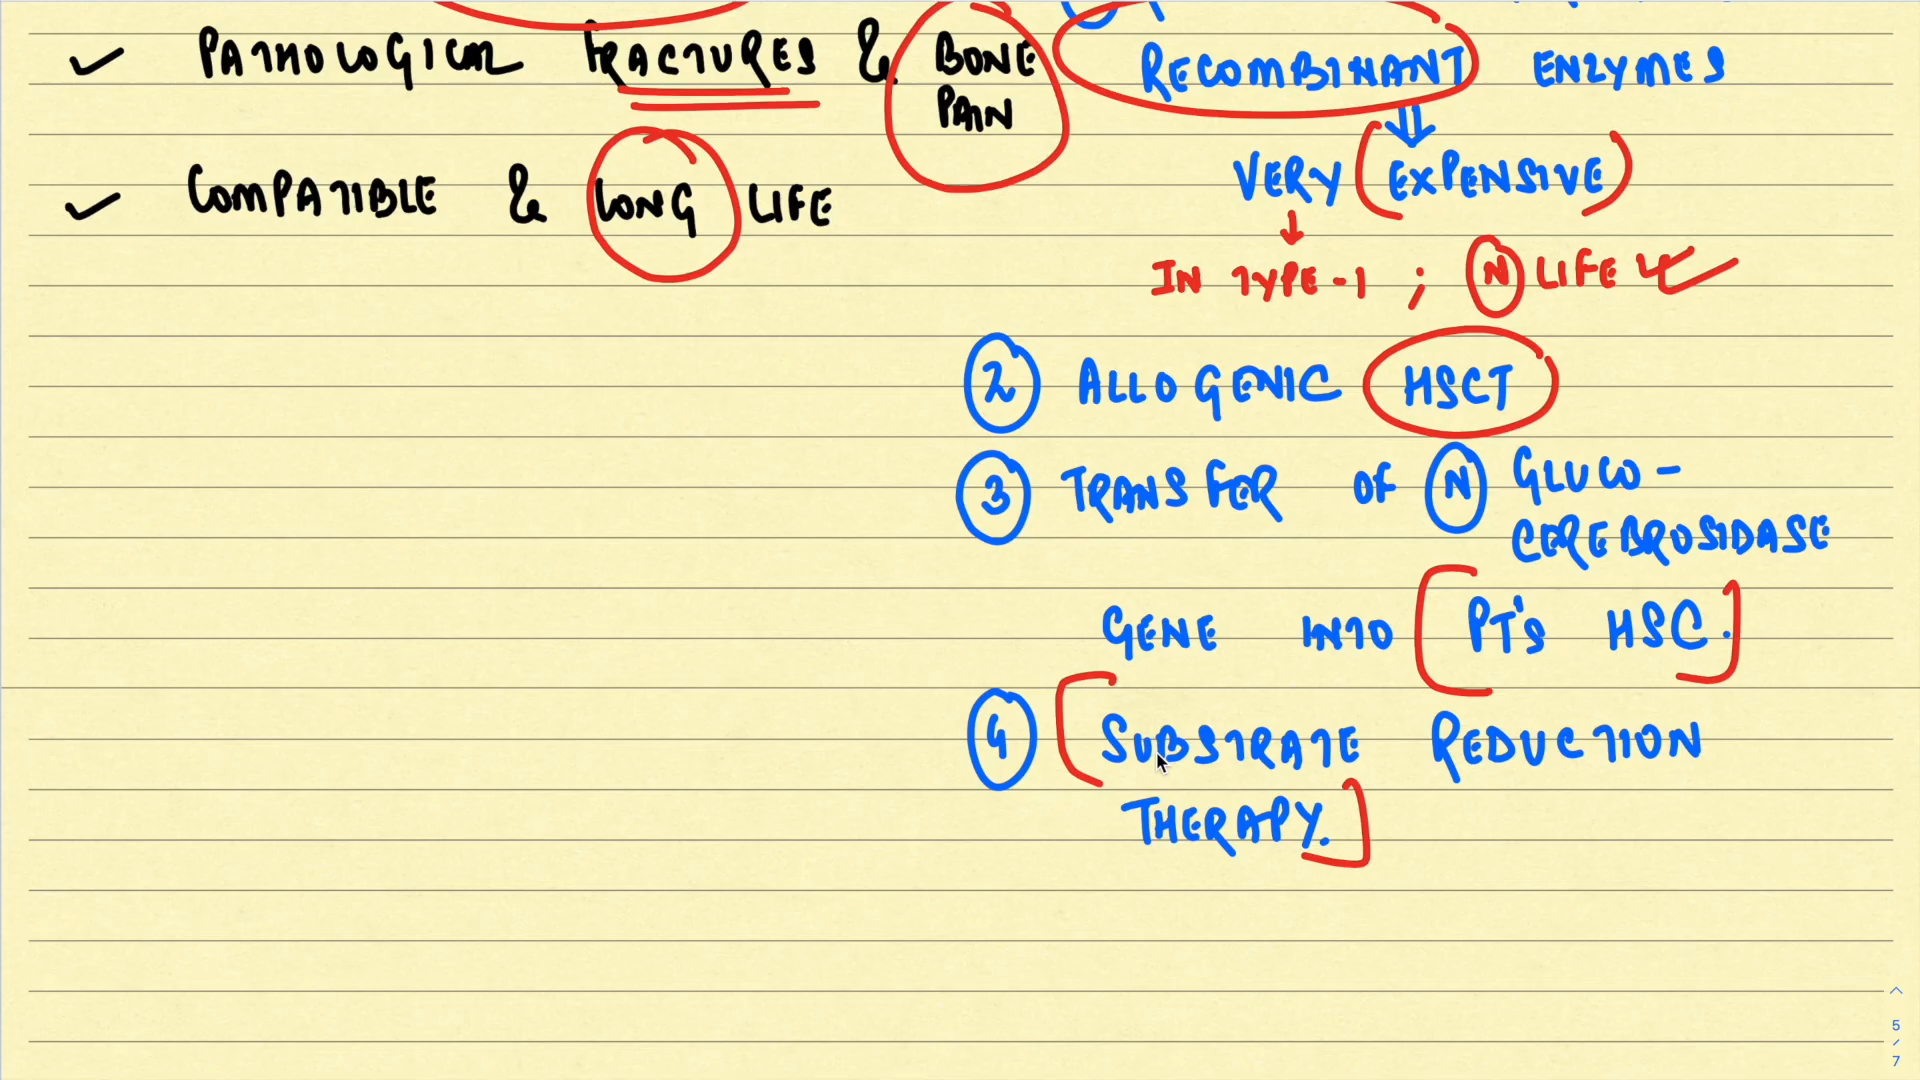 ✓ PATHOLOGICAL FRACTURES & BONE PAIN
✓ COMPATIBLE & LONG LIFE
RECOMBINANT ENZYMES
VERY (EXPENSIVE)
IN TYPE-1 ; N LIFE
2 ALLOGENIC HSCT
3 TRANSFER OF N GLUCO-
CEREBROSIDASE
GENE INTO [PT'S HSC.]
4 [SUBSTRATE REDUCTION
THERAPY.]
5
/
7